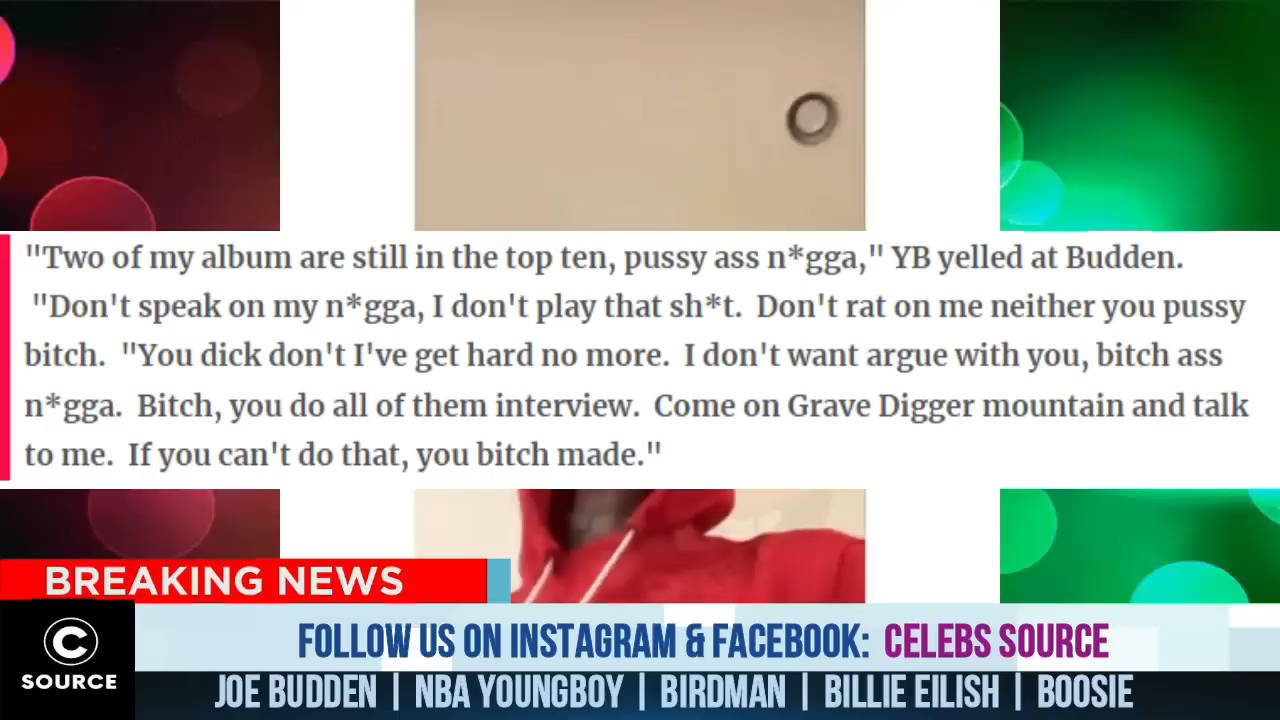 "Two of my album are still in the top ten, pussy ass n*gga," YB yelled at Budden.
"Don't speak on my n*gga, I don't play that sh*t.  Don't rat on me neither you pussy
bitch.  "You dick don't I've get hard no more.  I don't want argue with you, bitch ass
n*gga.  Bitch, you do all of them interview.  Come on Grave Digger mountain and talk
to me.  If you can't do that, you bitch made."
BREAKING NEWS
C
SOURCE
FOLLOW US ON INSTAGRAM & FACEBOOK: CELEBS SOURCE
JOE BUDDEN | NBA YOUNGBOY | BIRDMAN | BILLIE EILISH | BOOSIE